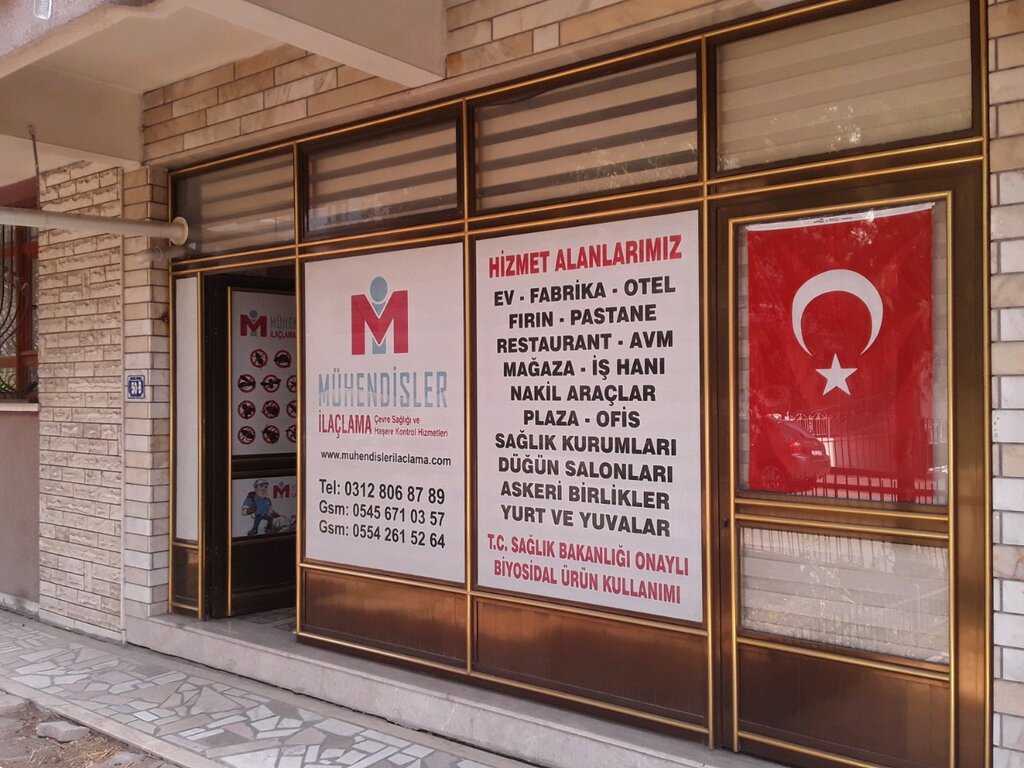 MÜHEN
İLAÇLAMA
M
MÜHENDİSLER
İLAÇLAMA Çevre Sağlığı ve
Haşere Kontrol Hizmetleri
www.muhendislerilaclama.com
Tel: 0312 806 87 89
Gsm: 0545 671 03 57
Gsm: 0554 261 52 64
HİZMET ALANLARIMIZ
EV - FABRİKA - OTEL
FIRIN - PASTANE
RESTAURANT - AVM
MAĞAZA - İŞ HANI
NAKİL ARAÇLAR
PLAZA - OFİS
SAĞLIK KURUMLARI
DÜĞÜN SALONLARI
ASKERİ BİRLİKLER
YURT VE YUVALAR
T.C. SAĞLIK BAKANLIĞI ONAYLI
BİYOSİDAL ÜRÜN KULLANIMI